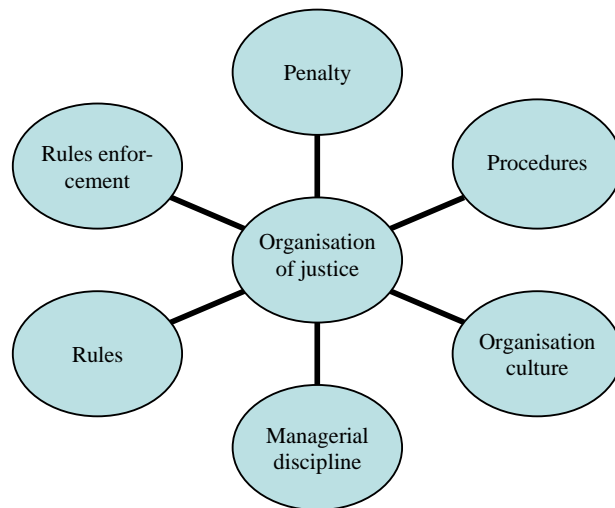 Penalty
Rules enfor-
cement
Procedures
Organisation
of justice
Rules
Organisation
culture
Managerial
discipline